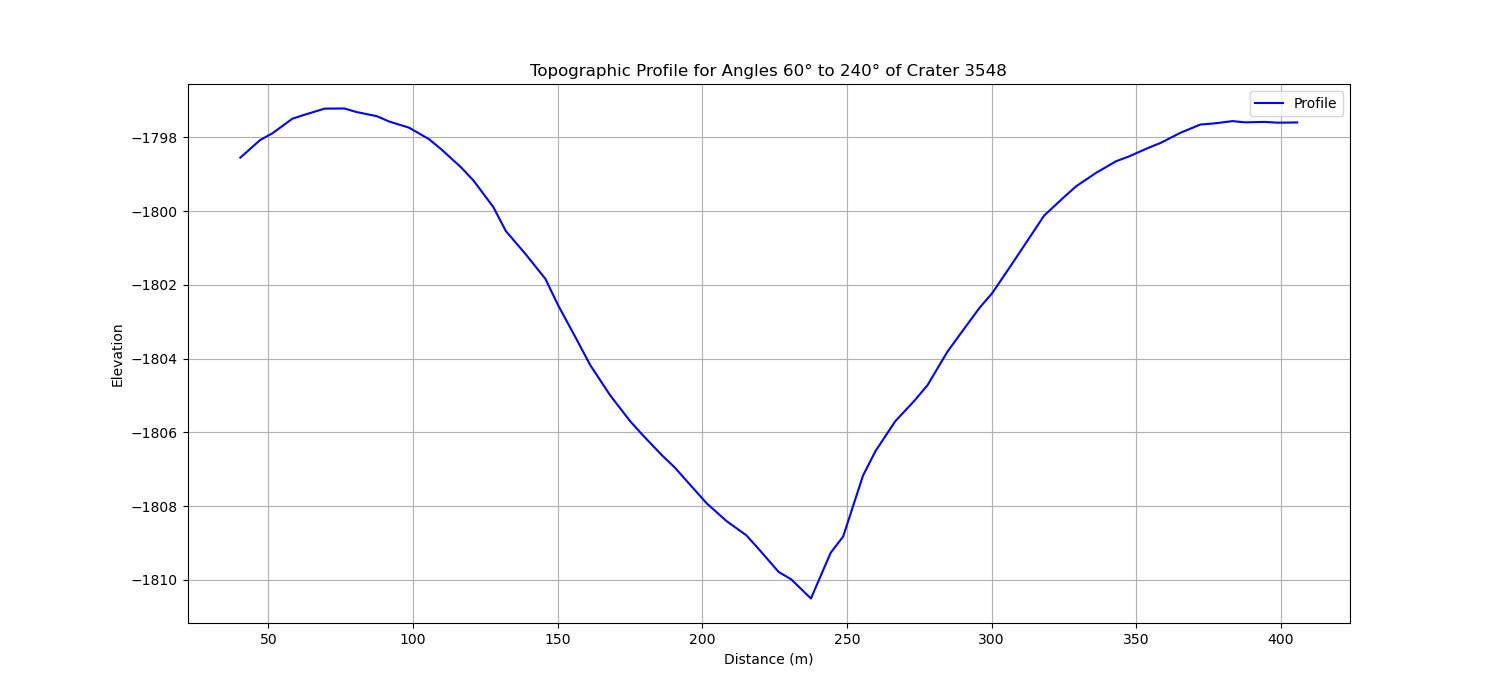 Topographic Profile for Angles 60° to 240° of Crater 3548
Profile
−1798
−1800
−1802
−1804
−1806
−1808
−1810
Elevation
50 100 150 200 250 300 350 400
Distance (m)